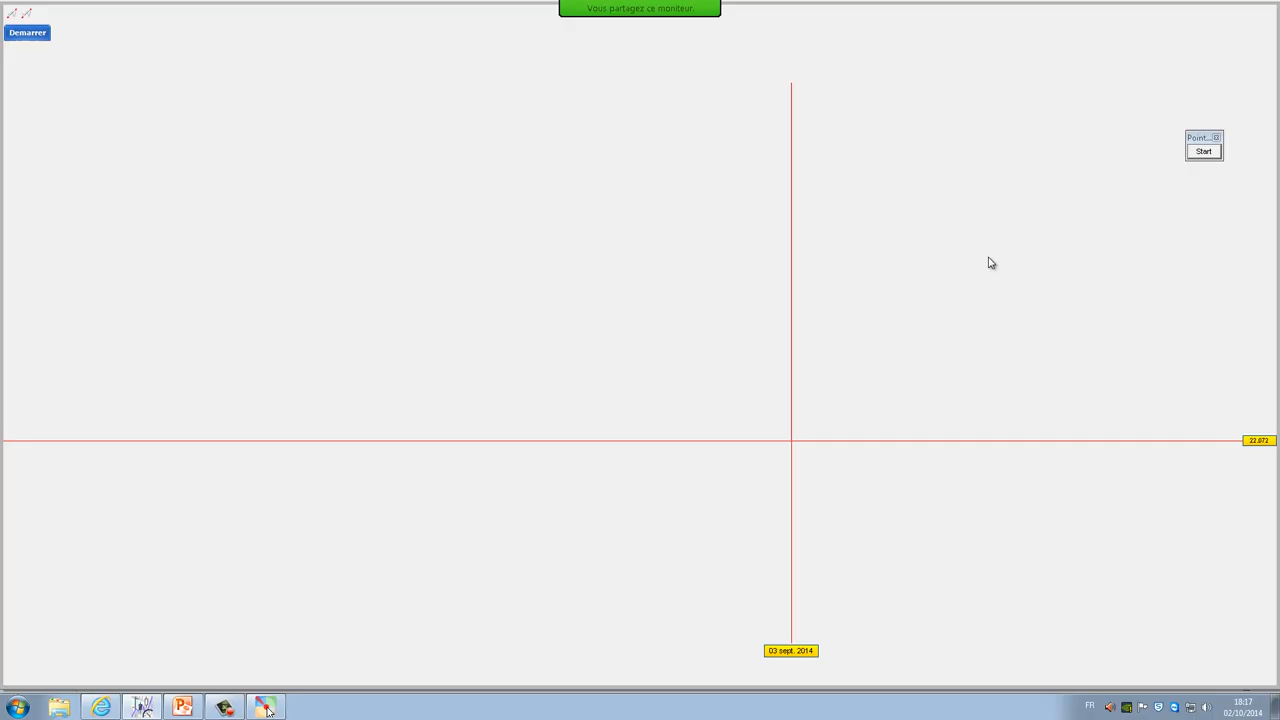 Vous partagez ce moniteur.
Demarrer
Point...
Start
22.872
03 sept. 2014
FR
18:17
02/10/2014